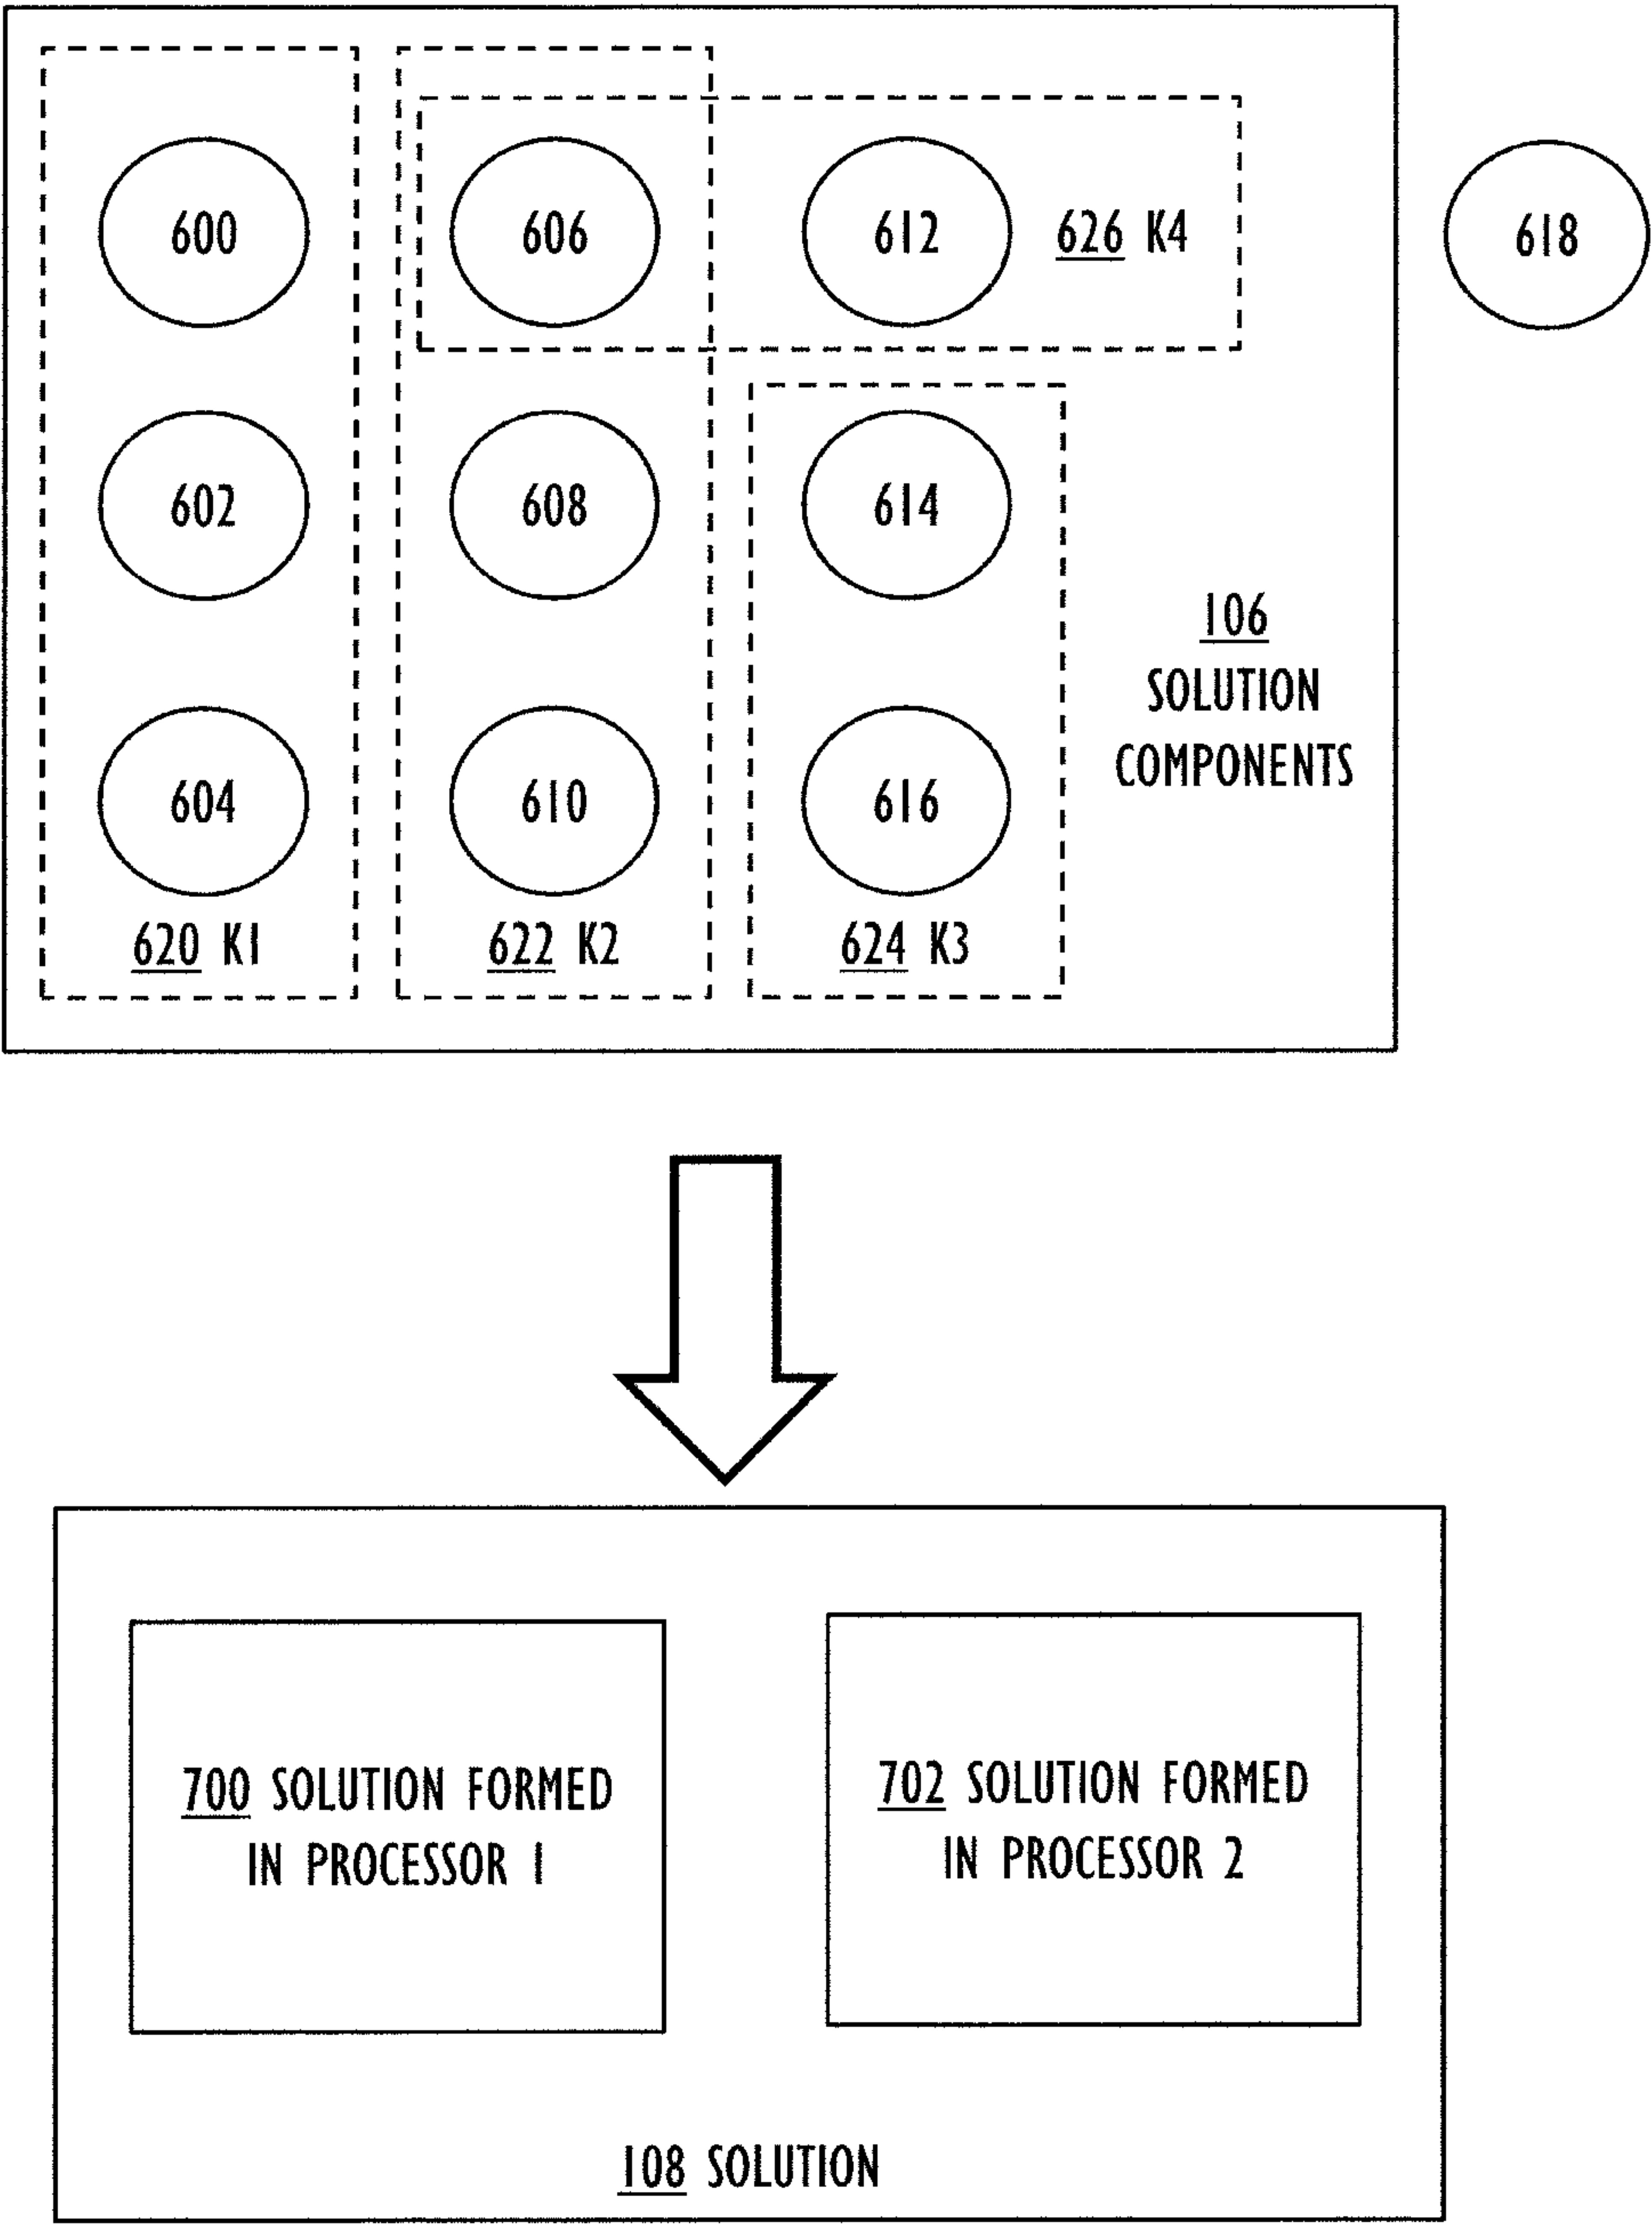 600
606
612
626 K4
618
602
608
614
106
SOLUTION
COMPONENTS
604
610
616
620 K1
622 K2
624 K3
700 SOLUTION FORMED
IN PROCESSOR 1
702 SOLUTION FORMED
IN PROCESSOR 2
108 SOLUTION